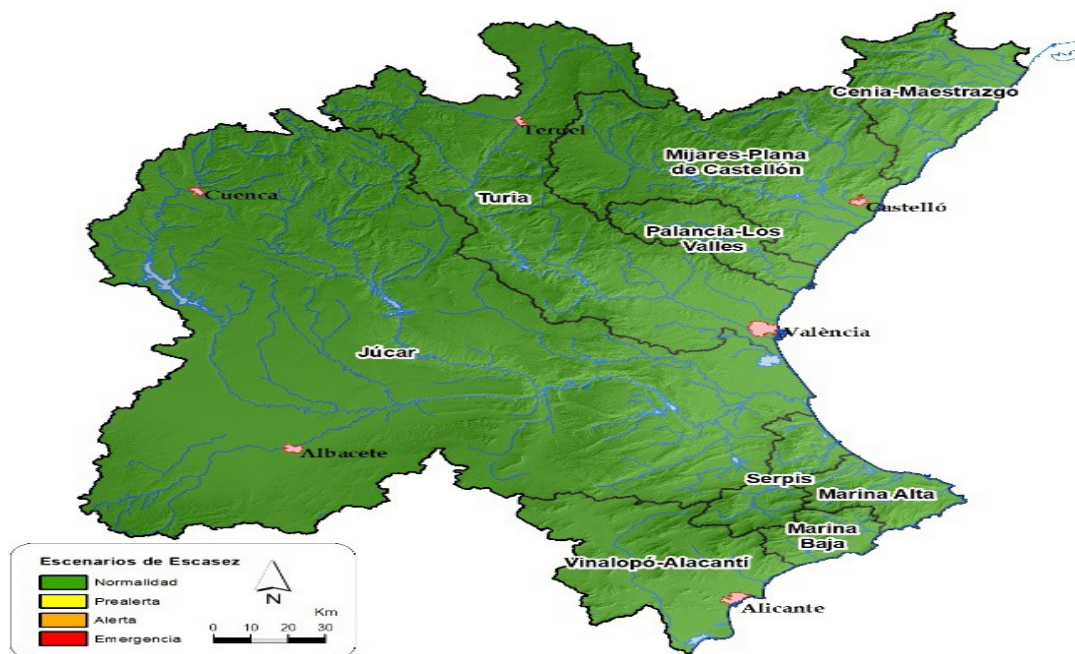 Cenia-Maestrazgo
Teruel
Mijares-Plana
de Castellón
Cuenca
Turia
Castelló
Palancia-Los
Valles
València
Júcar
Albacete
Serpis
Marina Alta
Marina
Baja
Vinalopó-Alacantí
Alicante
Escenarios de Escasez
Normalidad
Prealerta
Alerta
Emergencia
N
Km
0 10 20 30